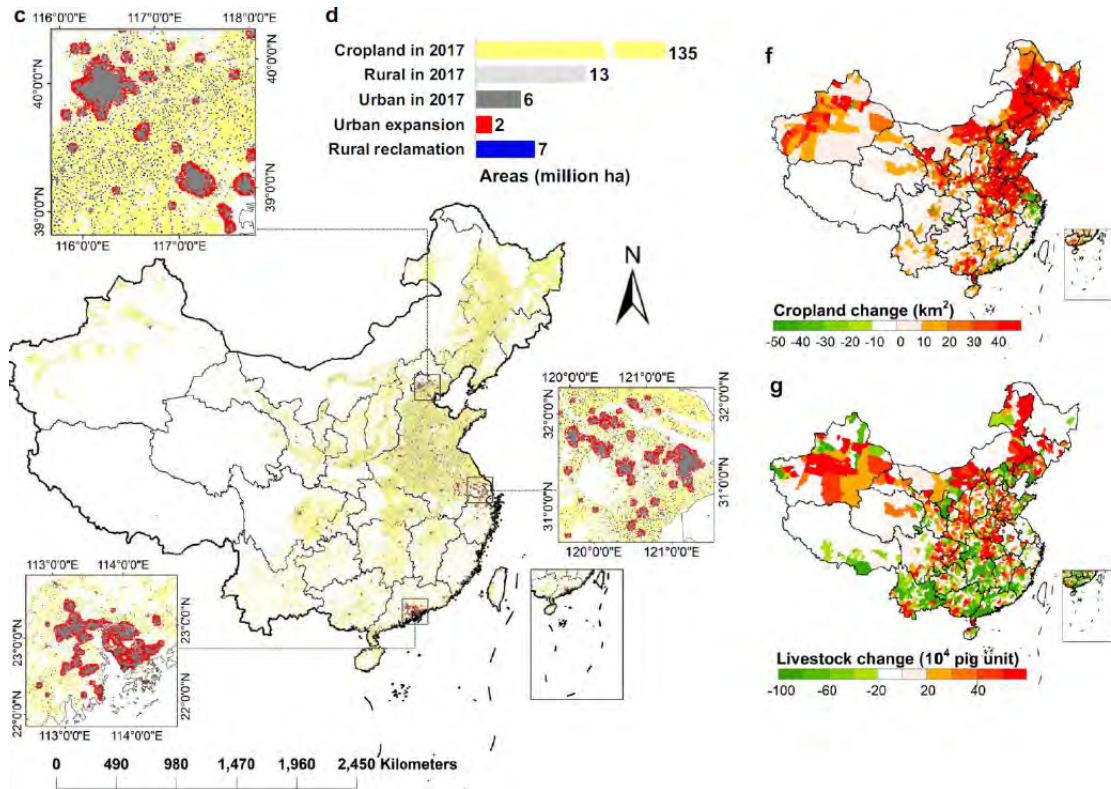 c
116°0'0"E 117°0'0"E 118°0'0"E
40°0'0"N
39°0'0"N
40°0'0"N
39°0'0"N
116°0'0"E 117°0'0"E
d
Cropland in 2017 135
Rural in 2017 13
Urban in 2017 6
Urban expansion 2
Rural reclamation 7
Areas (million ha)
N
120°0'0"E 121°0'0"E
32°0'0"N
31°0'0"N
32°0'0"N
31°0'0"N
120°0'0"E 121°0'0"E
113°0'0"E 114°0'0"E
23°0'0"N
22°0'0"N
23°0'0"N
22°0'0"N
113°0'0"E 114°0'0"E
0 490 980 1,470 1,960 2,450 Kilometers
f
Cropland change (km²)
-50 -40 -30 -20 -10 0 10 20 30 40
g
Livestock change (10⁴ pig unit)
-100 -60 -20 20 40